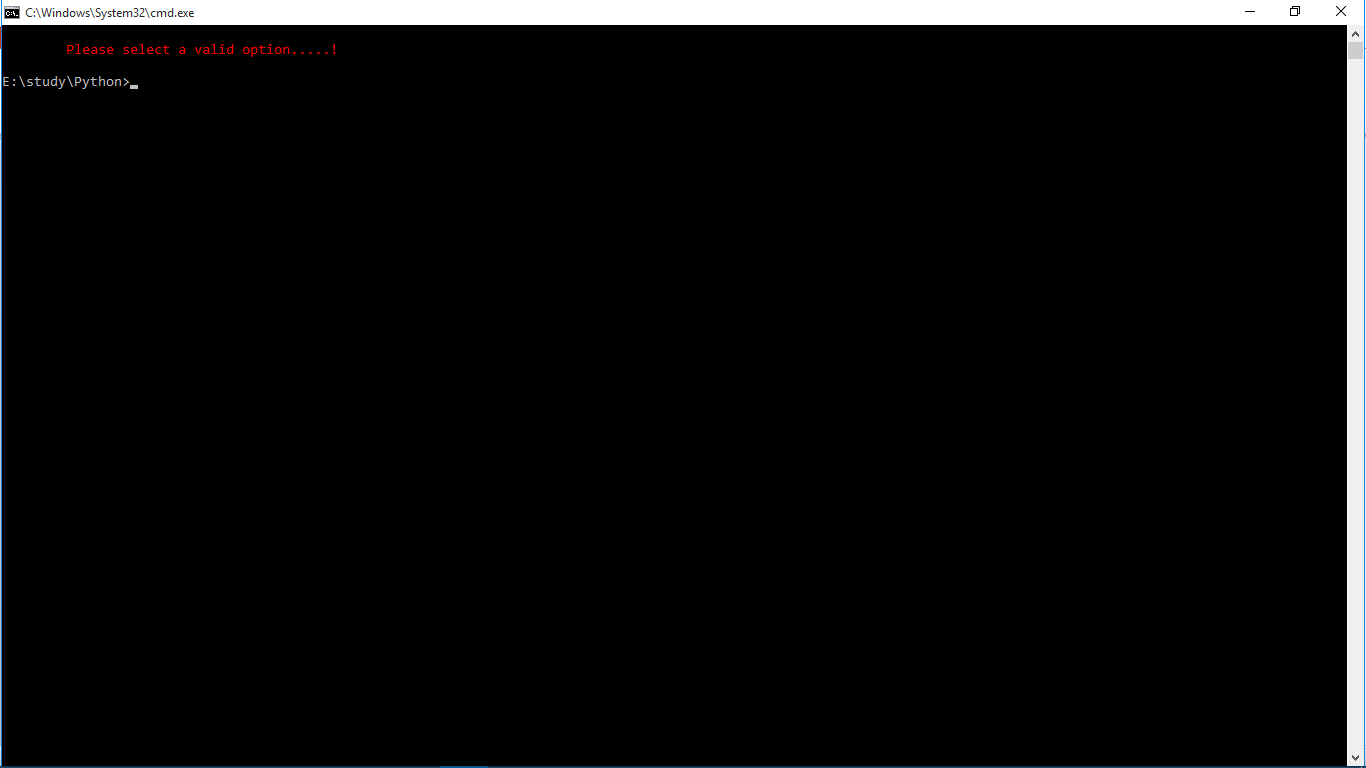 C:\Windows\System32\cmd.exe
Please select a valid option.....!
E:\study\Python>